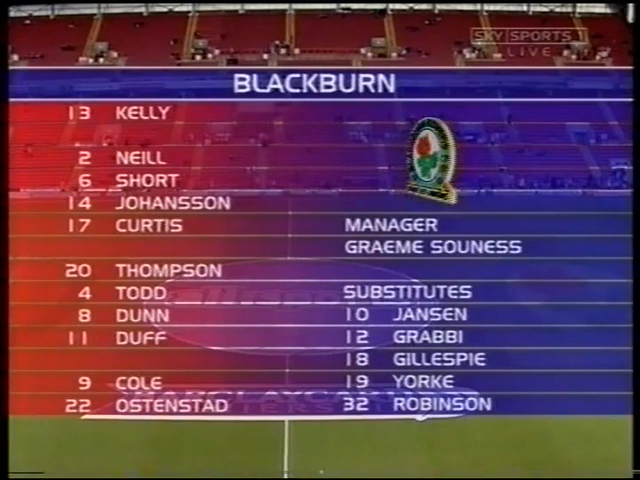 SKY SPORTS 1
LIVE
BLACKBURN
13 KELLY
2 NEILL
6 SHORT
14 JOHANSSON
17 CURTIS
20 THOMPSON
4 TODD
8 DUNN
11 DUFF
9 COLE
22 OSTENSTAD
MANAGER
GRAEME SOUNESS
SUBSTITUTES
10 JANSEN
12 GRABBI
18 GILLESPIE
19 YORKE
32 ROBINSON